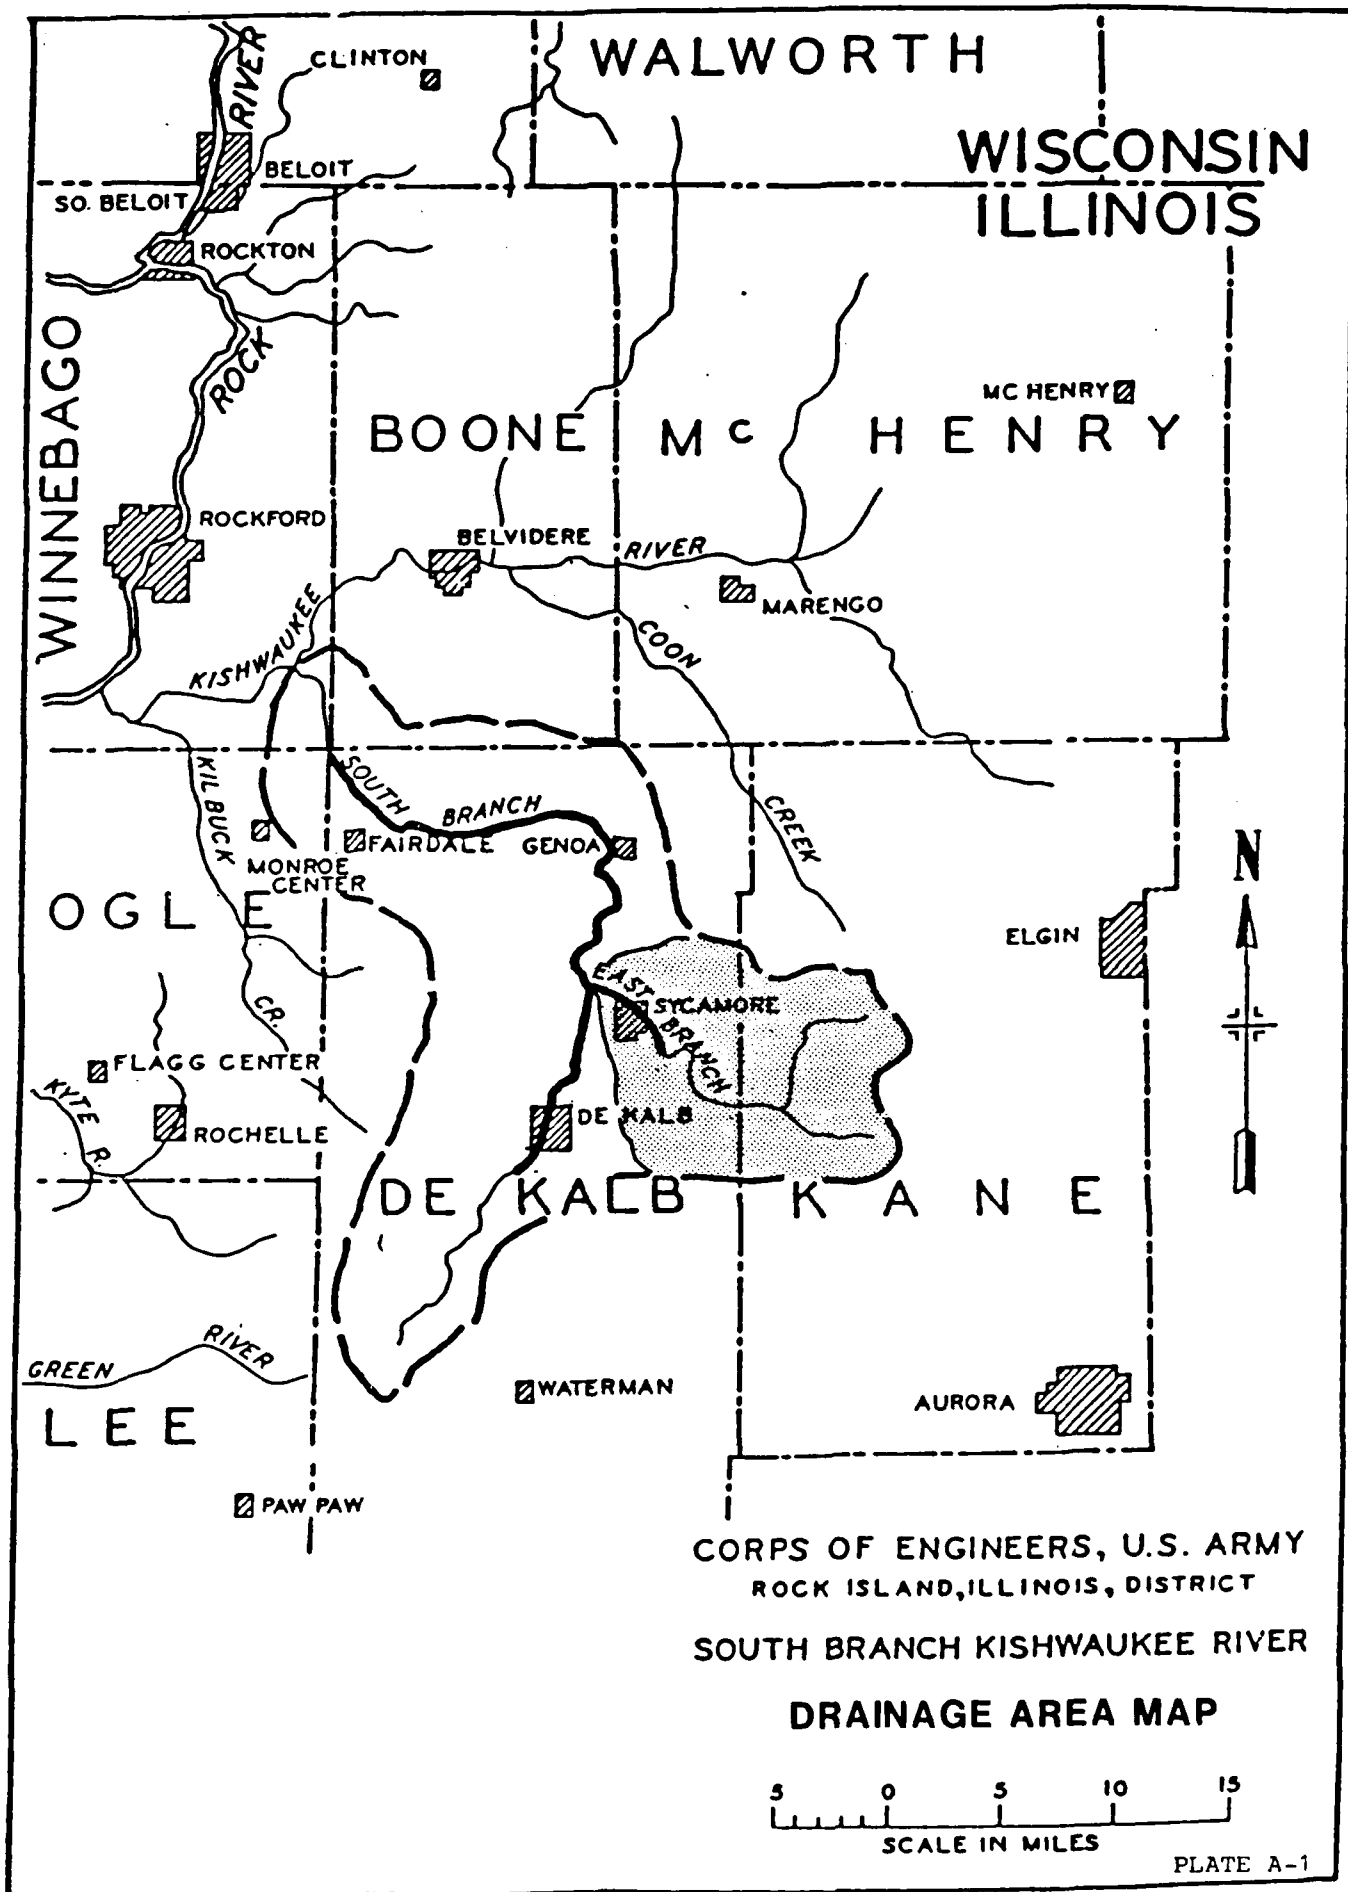 WALWORTH
CLINTON
RIVER
WISCONSIN
BELOIT
SO. BELOIT
ILLINOIS
ROCKTON
ROCK
WINNEBAGO
MC HENRY
BOONE
Mc HENRY
ROCKFORD
BELVIDERE
RIVER
MARENGO
KISHWAUKEE
COON
CREEK
KILBUCK
CR.
SOUTH
BRANCH
FAIRDALE
GENOA
MONROE
CENTER
OGLE
N
ELGIN
EAST
BRANCH
SYCAMORE
FLAGG CENTER
KYTE R.
ROCHELLE
DE KALB
DE KALB
KANE
GREEN
RIVER
WATERMAN
AURORA
LEE
PAW PAW
CORPS OF ENGINEERS, U.S. ARMY
ROCK ISLAND, ILLINOIS, DISTRICT
SOUTH BRANCH KISHWAUKEE RIVER
DRAINAGE AREA MAP
5 0 5 10 15
SCALE IN MILES
PLATE A-1